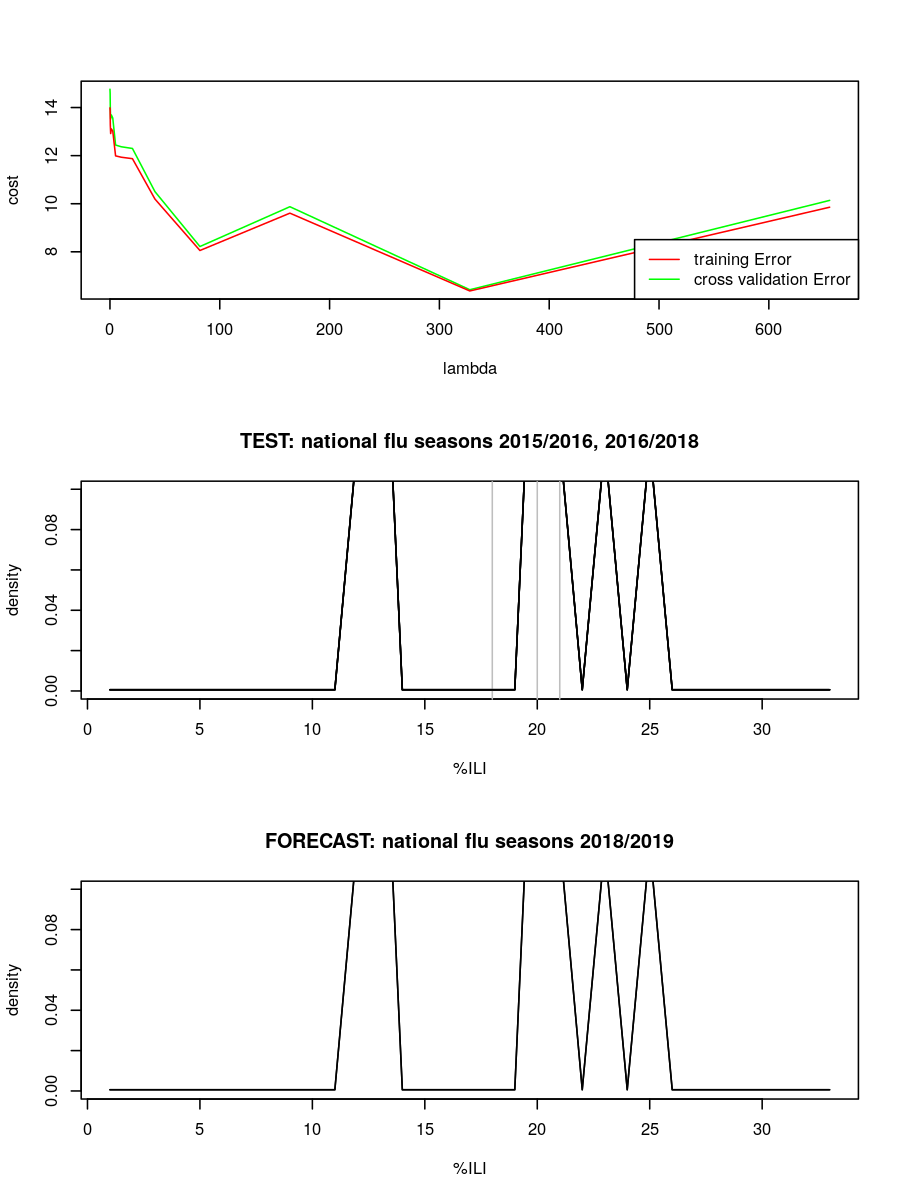 14
12
10
8
cost
training Error
cross validation Error
0 100 200 300 400 500 600
lambda
TEST: national flu seasons 2015/2016, 2016/2018
0.08
0.04
0.00
density
0 5 10 15 20 25 30
%ILI
FORECAST: national flu seasons 2018/2019
0.08
0.04
0.00
density
0 5 10 15 20 25 30
%ILI